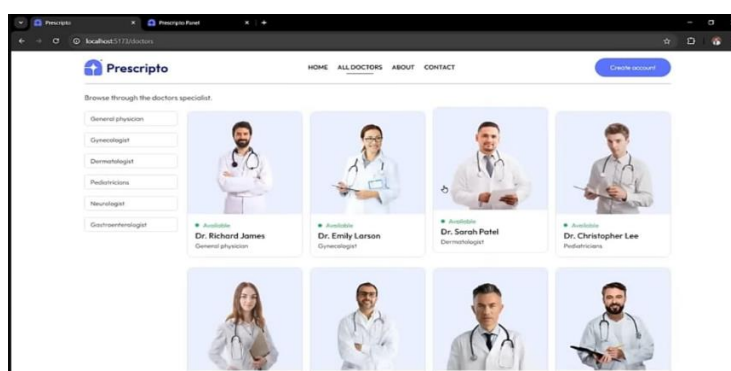 Prescripto
Prescripto Panel
localhost:5173/doctors
Prescripto
HOME ALL DOCTORS ABOUT CONTACT
Create account
Browse through the doctors specialist.
General physician
Gynecologist
Dermatologist
Pediatricians
Neurologist
Gastroenterologist
Available
Dr. Richard James
General physician
Available
Dr. Emily Larson
Gynecologist
Available
Dr. Sarah Patel
Dermatologist
Available
Dr. Christopher Lee
Pediatricians